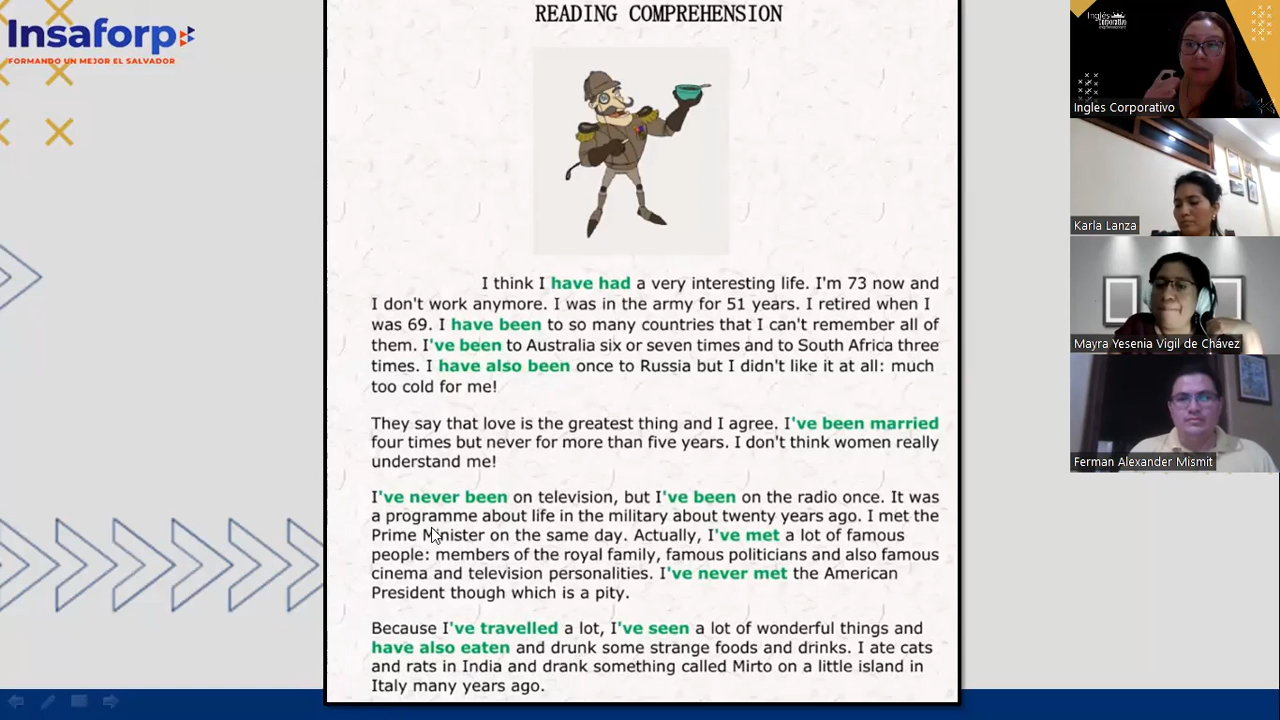 Insaforp
FORMANDO UN MEJOR EL SALVADOR
READING COMPREHENSION
I think I have had a very interesting life. I'm 73 now and
I don't work anymore. I was in the army for 51 years. I retired when I
was 69. I have been to so many countries that I can't remember all of
them. I've been to Australia six or seven times and to South Africa three
times. I have also been once to Russia but I didn't like it at all: much
too cold for me!
They say that love is the greatest thing and I agree. I've been married
four times but never for more than five years. I don't think women really
understand me!
I've never been on television, but I've been on the radio once. It was
a programme about life in the military about twenty years ago. I met the
Prime Minister on the same day. Actually, I've met a lot of famous
people: members of the royal family, famous politicians and also famous
cinema and television personalities. I've never met the American
President though which is a pity.
Because I've travelled a lot, I've seen a lot of wonderful things and
have also eaten and drunk some strange foods and drinks. I ate cats
and rats in India and drank something called Mirto on a little island in
Italy many years ago.
Inglés
Corporativo
Ingles Corporativo
Karla Lanza
Mayra Yesenia Vigil de Chávez
Ferman Alexander Mismit